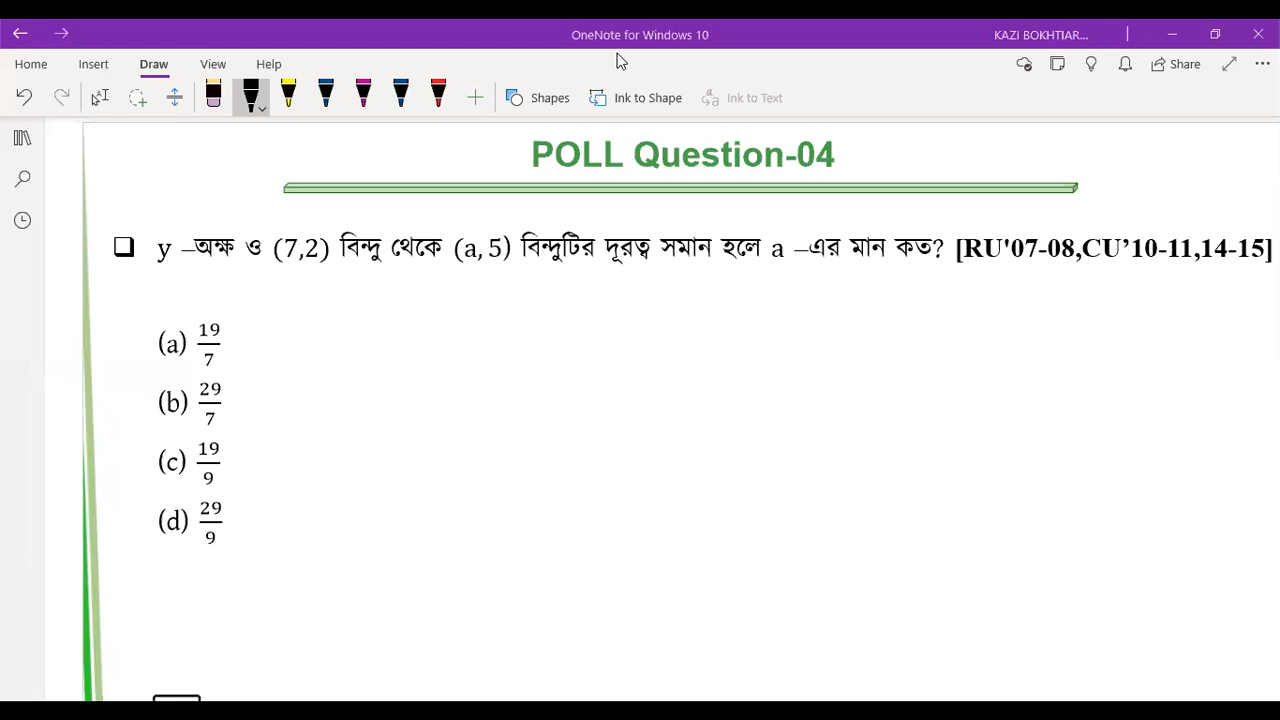 OneNote for Windows 10
KAZI BOKHTIAR...
Home Insert Draw View Help
Share
Shapes Ink to Shape Ink to Text
POLL Question-04
y –অক্ষ ও (7,2) বিন্দু থেকে (a, 5) বিন্দুটির দূরত্ব সমান হলে a –এর মান কত? [RU'07-08,CU’10-11,14-15]
(a) 19/7
(b) 29/7
(c) 19/9
(d) 29/9